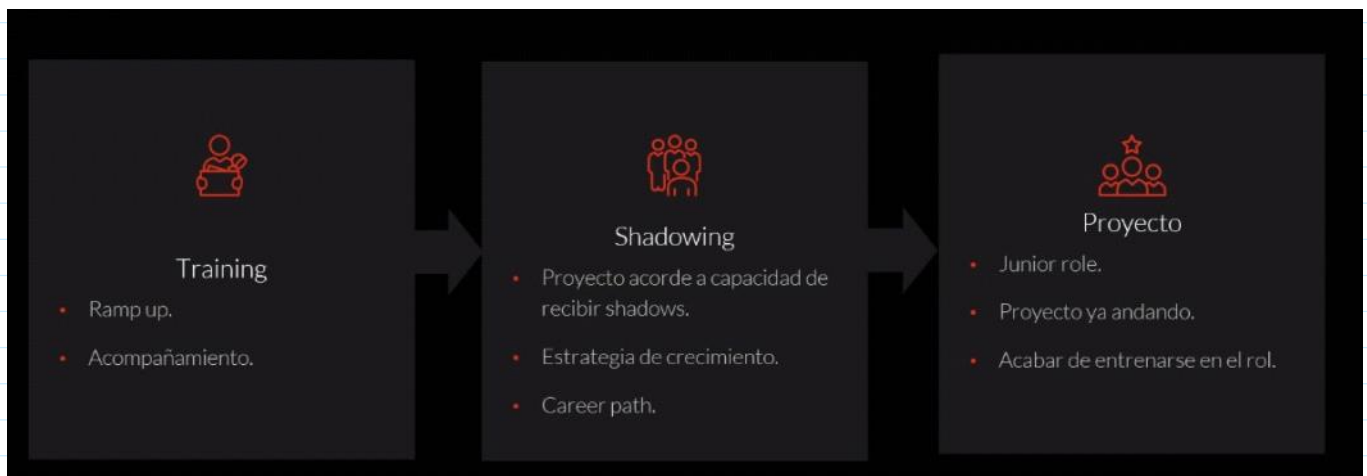 Training
Ramp up.
Acompañamiento.
Shadowing
Proyecto acorde a capacidad de
recibir shadows.
Estrategia de crecimiento.
Career path.
Proyecto
Junior role.
Proyecto ya andando.
Acabar de entrenarse en el rol.